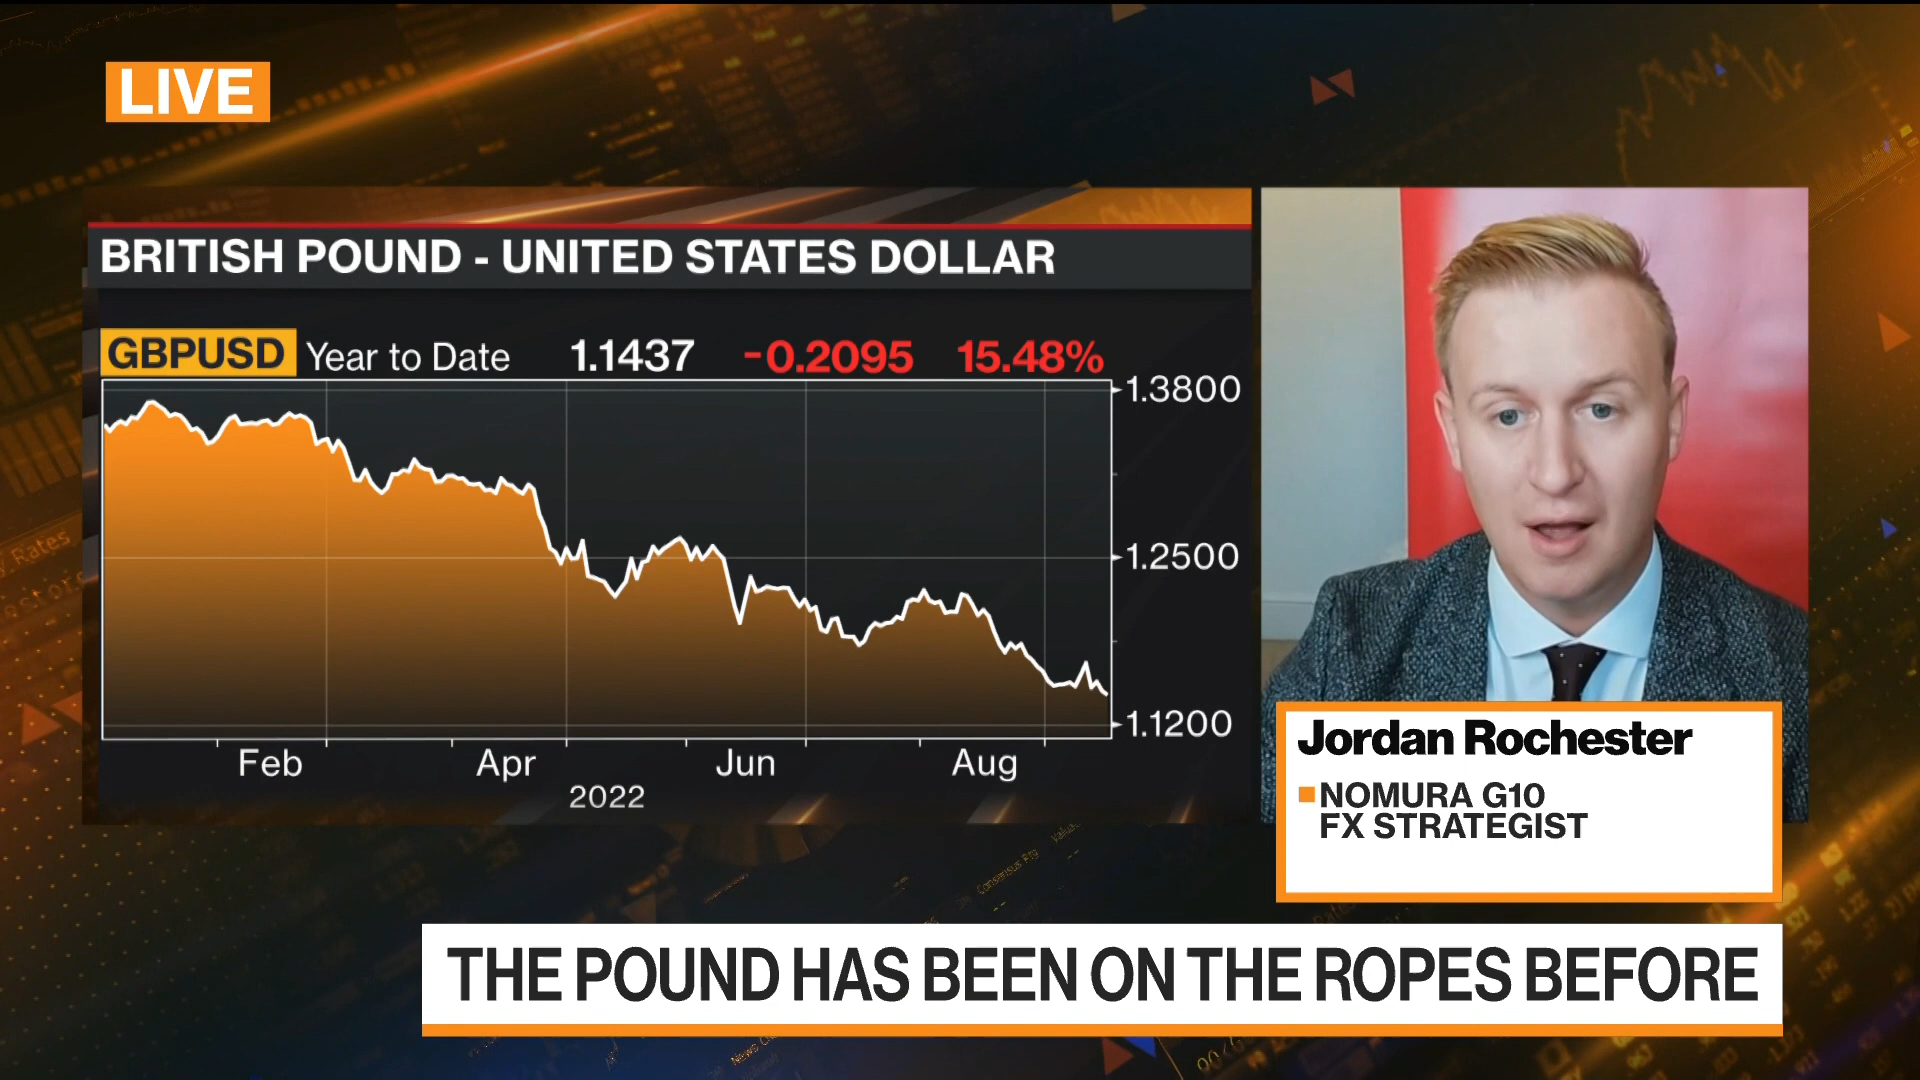 LIVE
BRITISH POUND - UNITED STATES DOLLAR
GBPUSD Year to Date 1.1437 -0.2095 15.48%
1.3800
1.2500
1.1200
Feb Apr Jun Aug
2022
Jordan Rochester
NOMURA G10
FX STRATEGIST
THE POUND HAS BEEN ON THE ROPES BEFORE